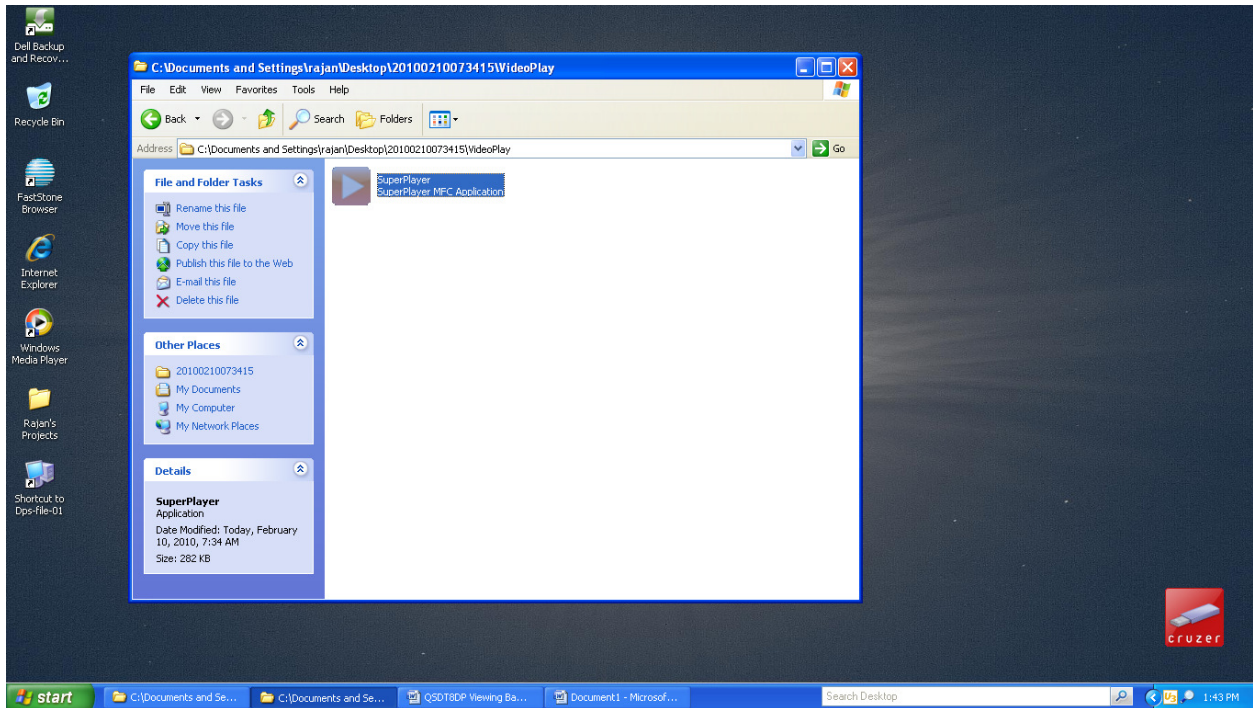 Dell Backup
and Recov...
Recycle Bin
FastStone
Browser
Internet
Explorer
Windows
Media Player
Rajan's
Projects
Shortcut to
Dps-file-01
C:\Documents and Settings\rajan\Desktop\20100210073415\VideoPlay
File Edit View Favorites Tools Help
Back Search Folders
Address C:\Documents and Settings\rajan\Desktop\20100210073415\VideoPlay Go
File and Folder Tasks
Rename this file
Move this file
Copy this file
Publish this file to the Web
E-mail this file
Delete this file
Other Places
20100210073415
My Documents
My Computer
My Network Places
Details
SuperPlayer
Application
Date Modified: Today, February
10, 2010, 7:34 AM
Size: 282 KB
SuperPlayer
SuperPlayer MFC Application
cruzer
start C:\Documents and Se... C:\Documents and Se... QSDT8DP Viewing Ba... Document1 - Microsof... Search Desktop U3 1:43 PM